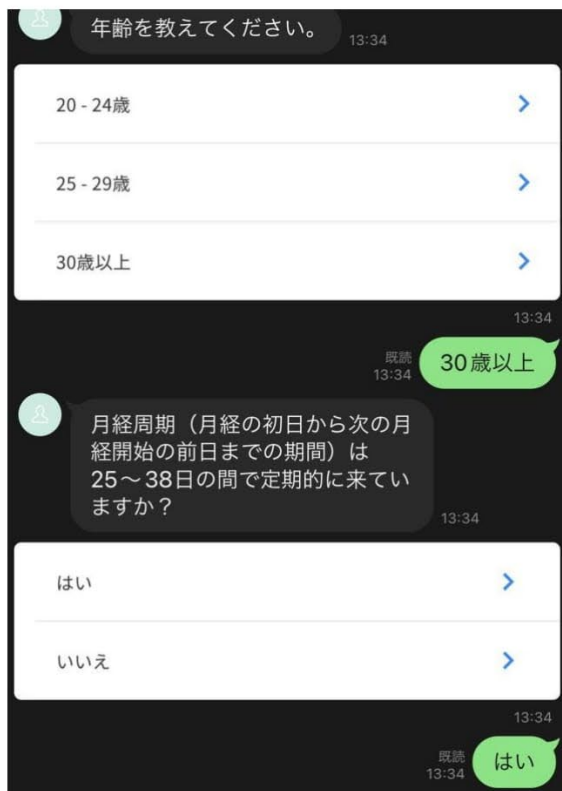 年齢を教えてください。
13:34
20 - 24歳
25 - 29歳
30歳以上
13:34
既読
13:34
30歳以上
月経周期（月経の初日から次の月
経開始の前日までの期間）は
25～38日の間で定期的に来てい
ますか？
13:34
はい
いいえ
13:34
既読
13:34
はい